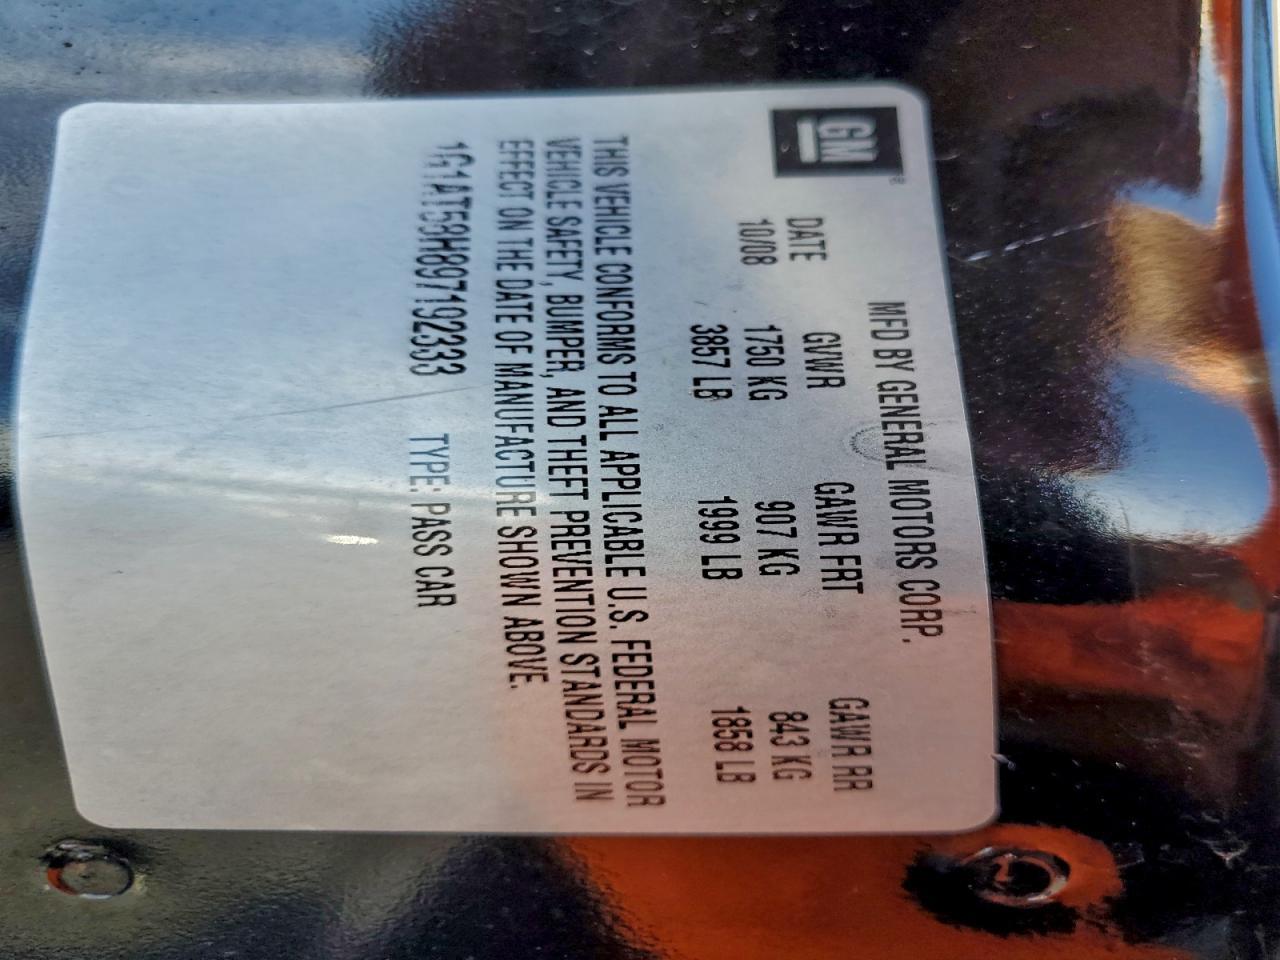 GM®
MFD BY GENERAL MOTORS CORP.
DATE GVWR GAWR FRT GAWR RR
10/08 1750 KG 907 KG 843 KG
3857 LB 1999 LB 1858 LB
THIS VEHICLE CONFORMS TO ALL APPLICABLE U.S. FEDERAL MOTOR
VEHICLE SAFETY, BUMPER, AND THEFT PREVENTION STANDARDS IN
EFFECT ON THE DATE OF MANUFACTURE SHOWN ABOVE.
1G1AT58H897192333 TYPE: PASS CAR